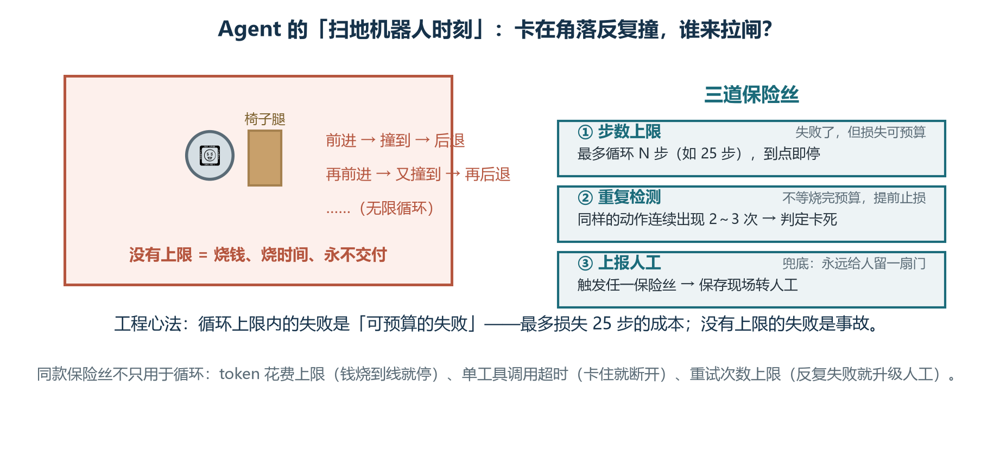 Agent 的「扫地机器人时刻」：卡在角落反复撞，谁来拉闸？
椅子腿
前进 → 撞到 → 后退
再前进 → 又撞到 → 再后退
……（无限循环）
没有上限 = 烧钱、烧时间、永不交付
三道保险丝
① 步数上限 失败了，但损失可预算
最多循环 N 步（如 25 步），到点即停
② 重复检测 不等烧完预算，提前止损
同样的动作连续出现 2~3 次 → 判定卡死
③ 上报人工 兜底：永远给人留一扇门
触发任一保险丝 → 保存现场转人工
工程心法：循环上限内的失败是「可预算的失败」——最多损失 25 步的成本；没有上限的失败是事故。
同款保险丝不只用于循环：token 花费上限（钱烧到线就停）、单工具调用超时（卡住就断开）、重试次数上限（反复失败就升级人工）。